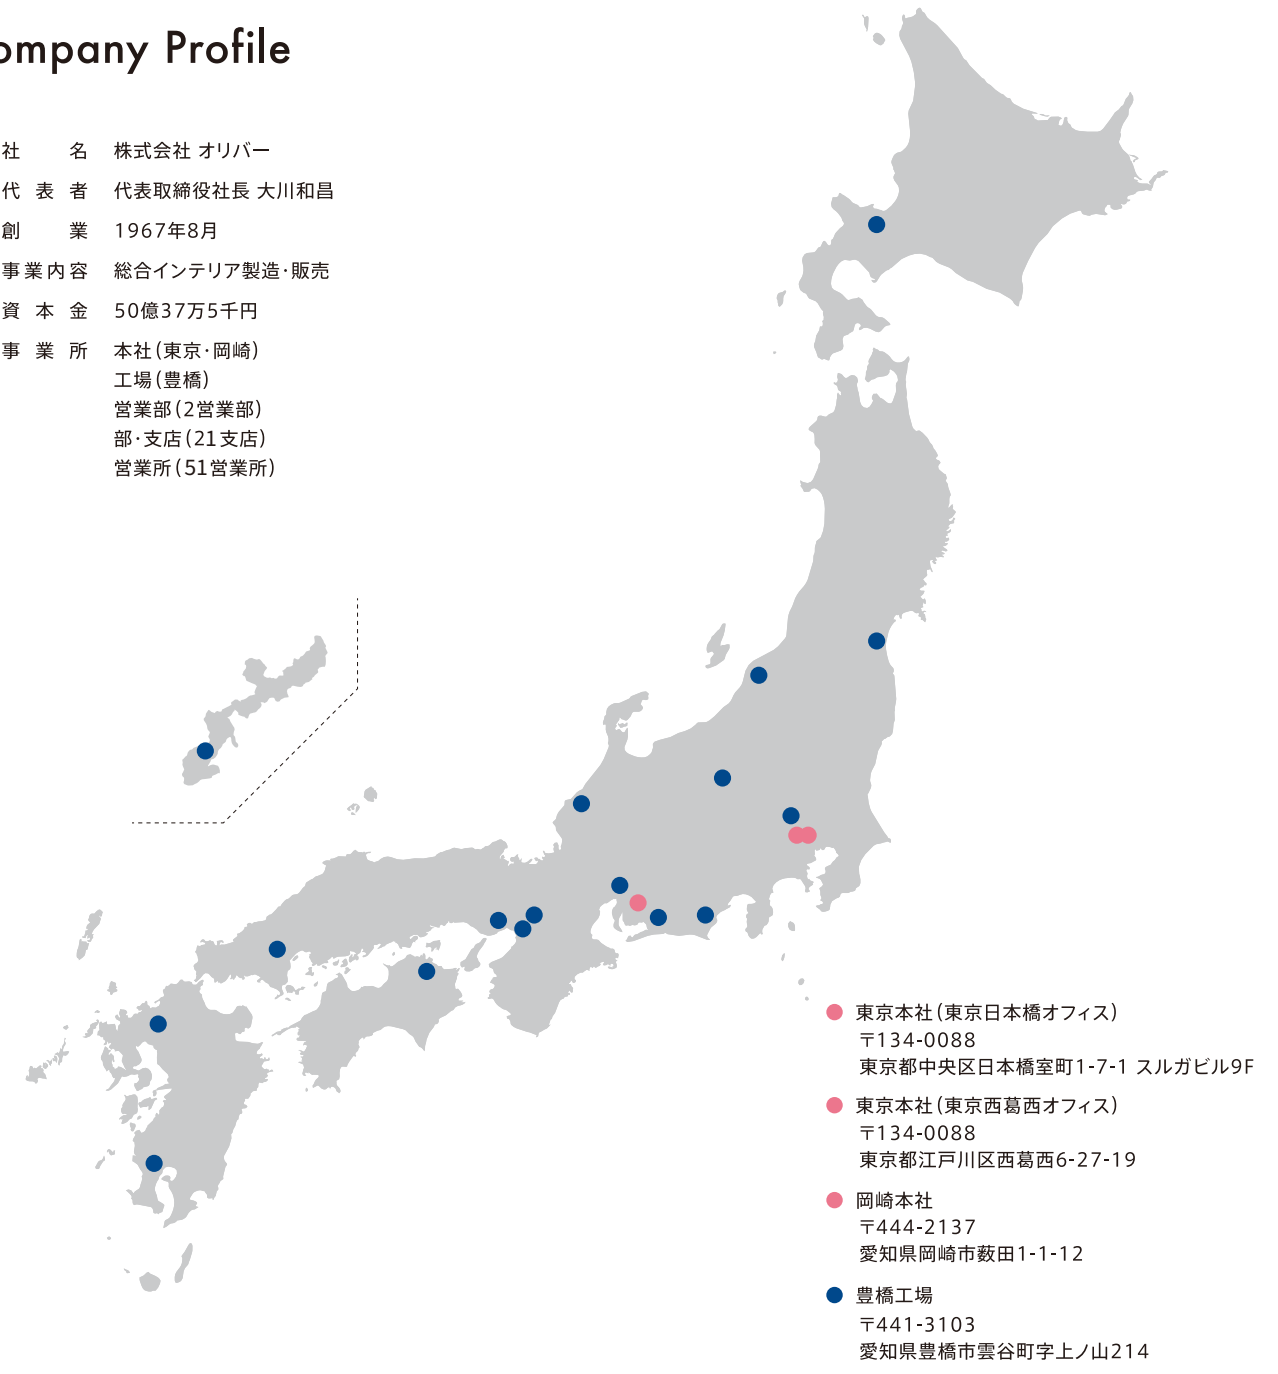 ompany Profile
社名 株式会社 オリバー
代表者 代表取締役社長 大川和昌
創業 1967年8月
事業内容 総合インテリア製造・販売
資本金 50億37万5千円
事業所 本社(東京・岡崎)
工場(豊橋)
営業部(2営業部)
部・支店(21支店)
営業所(51営業所)
東京本社(東京日本橋オフィス)
〒134-0088
東京都中央区日本橋室町1-7-1 スルガビル9F
東京本社(東京西葛西オフィス)
〒134-0088
東京都江戸川区西葛西6-27-19
岡崎本社
〒444-2137
愛知県岡崎市薮田1-1-12
豊橋工場
〒441-3103
愛知県豊橋市雲谷町字上ノ山214